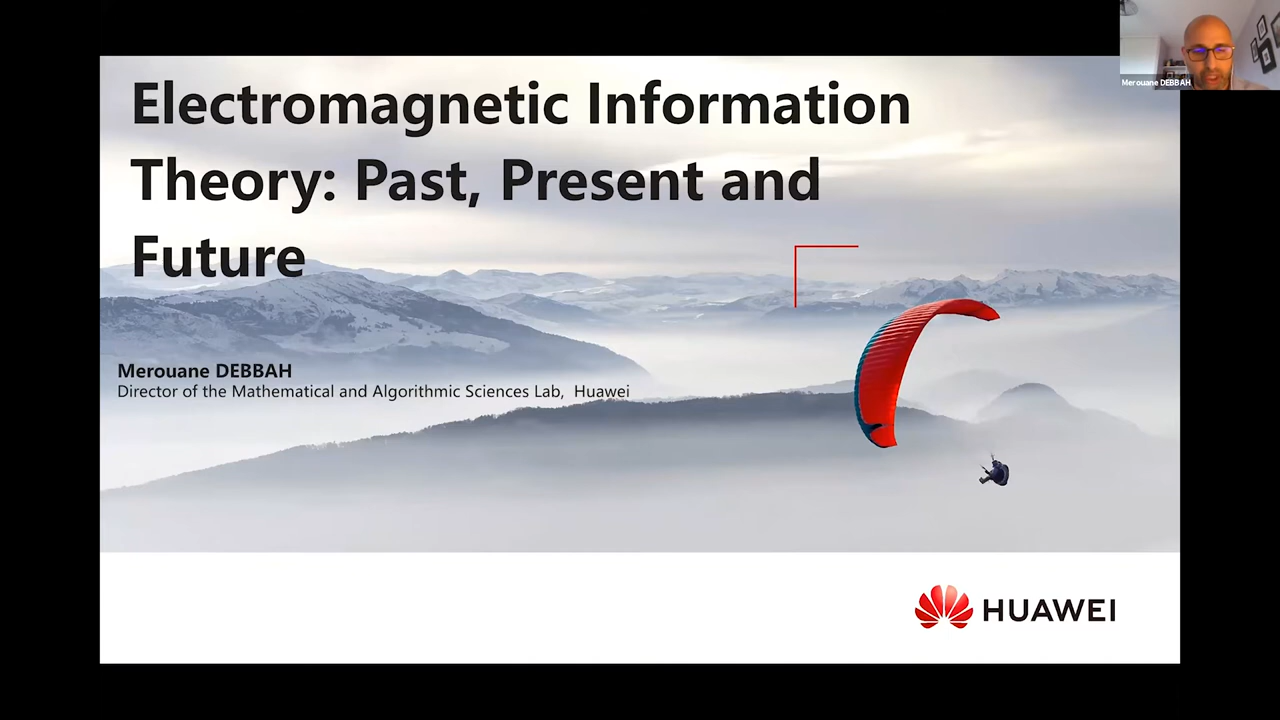 Electromagnetic Information
Theory: Past, Present and
Future
Merouane DEBBAH
Director of the Mathematical and Algorithmic Sciences Lab, Huawei
HUAWEI
Merouane DEBBAH